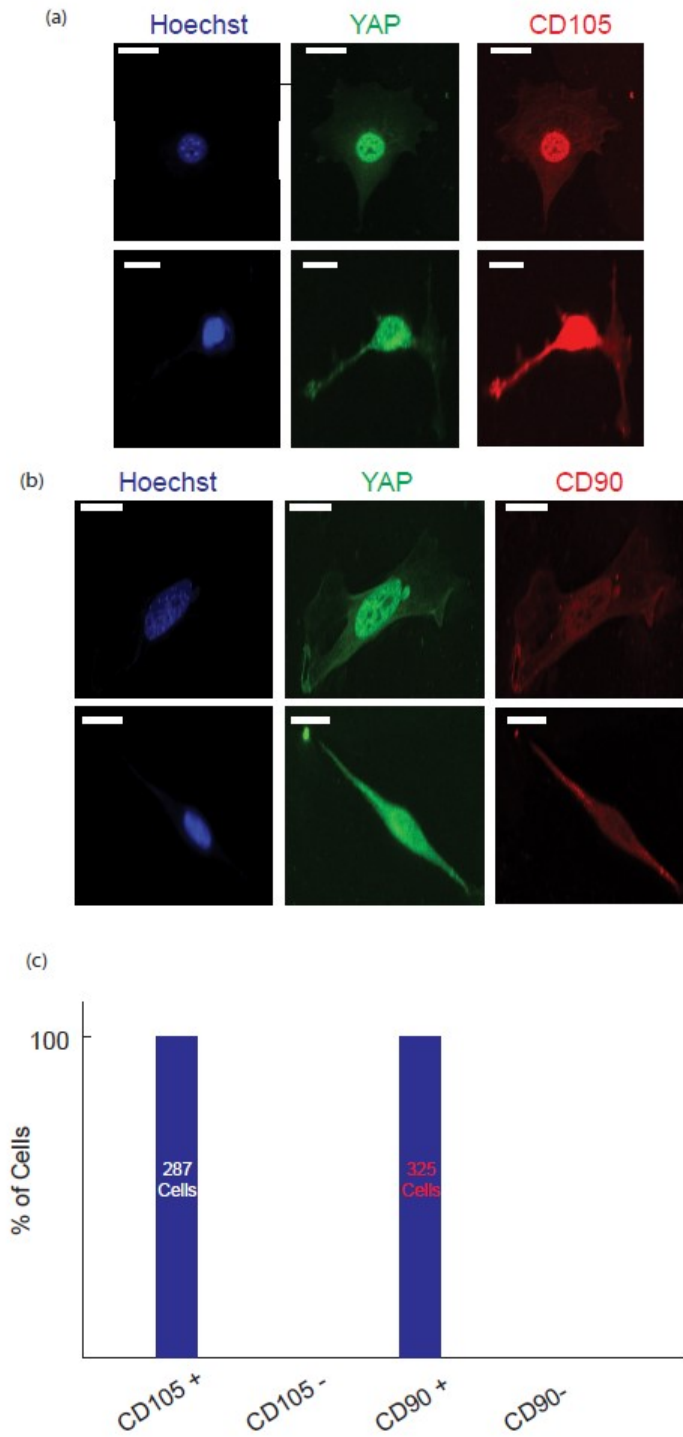 (a)
Hoechst YAP CD105
(b)
Hoechst YAP CD90
(c)
100
% of Cells
287
Cells
325
Cells
CD105 + CD105 - CD90 + CD90-